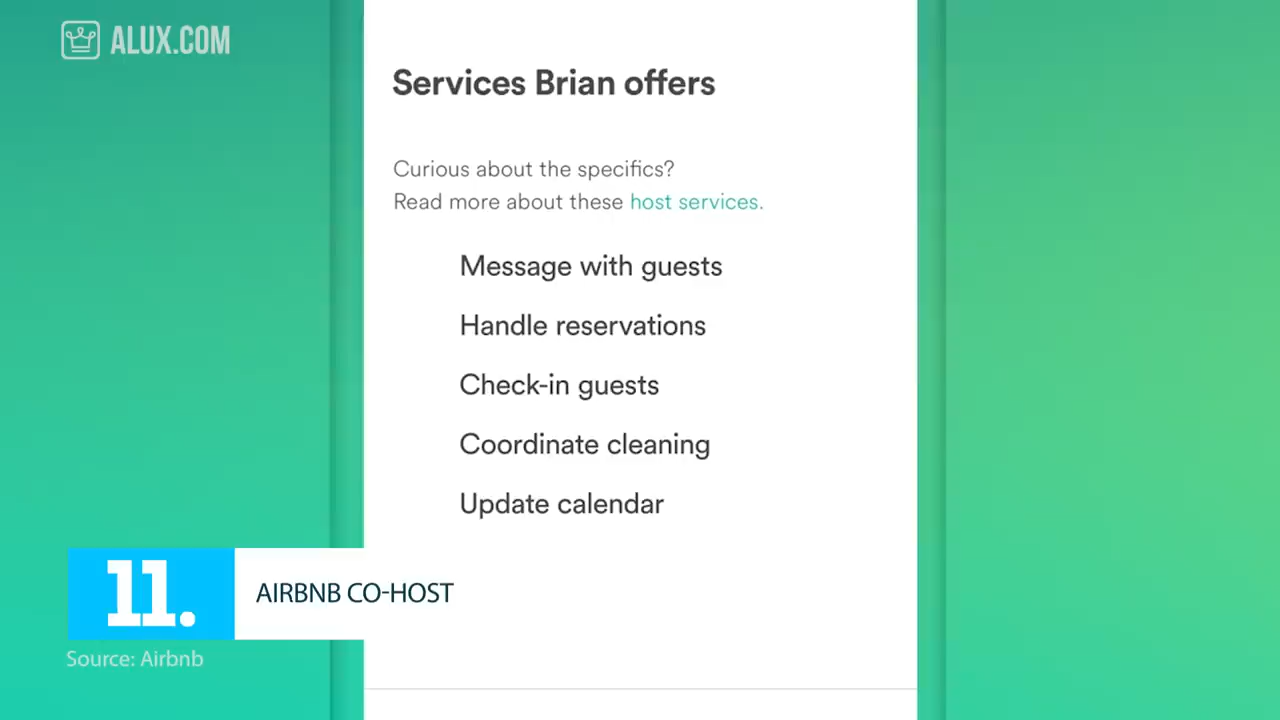 ALUX.COM
Services Brian offers
Curious about the specifics?
Read more about these host services.
Message with guests
Handle reservations
Check-in guests
Coordinate cleaning
Update calendar
11.
AIRBNB CO-HOST
Source: Airbnb